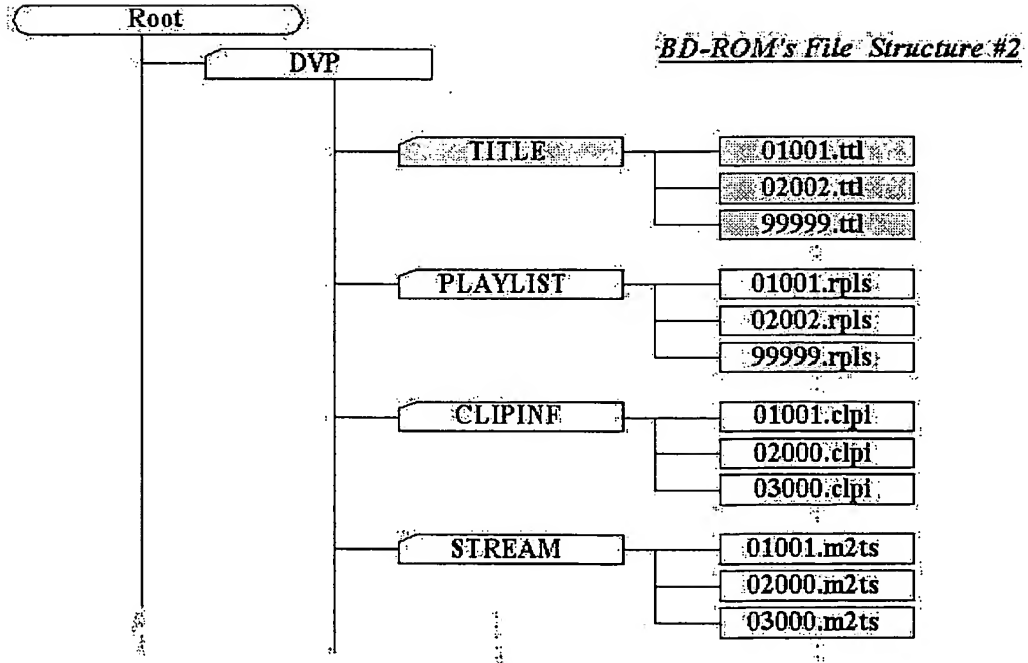 Root
BD-ROM's File Structure #2
DVP
TITLE
01001.ttl
02002.ttl
99999.ttl
PLAYLIST
01001.rpls
02002.rpls
99999.rpls
CLIPINF
01001.clpi
02000.clpi
03000.clpi
STREAM
01001.m2ts
02000.m2ts
03000.m2ts